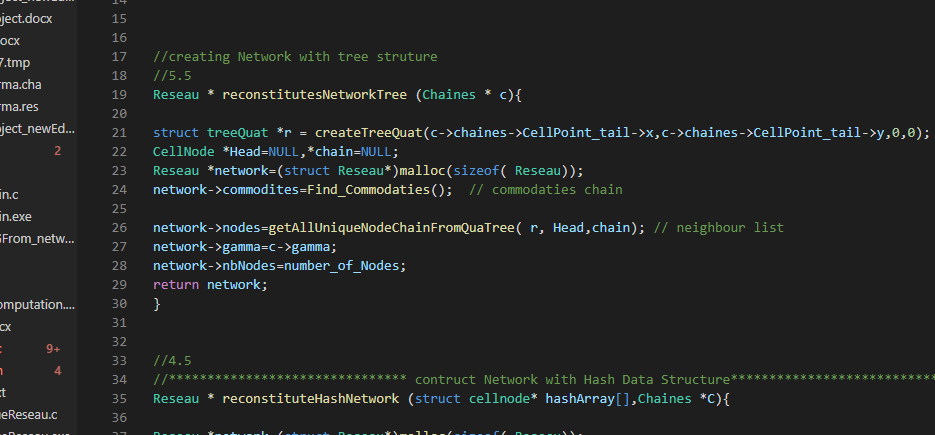 ject.docx
ocx
7.tmp
rma.cha
rma.res
oject_newEd...
2
in.c
in.exe
GFrom_netw...
omputation....
cx
9+
4
xt
ueReseau.c
14
15
16
17 //creating Network with tree struture
18 //5.5
19 Reseau * reconstitutesNetworkTree (Chaines * c){
20
21 struct treeQuat *r = createTreeQuat(c->chaines->CellPoint_tail->x,c->chaines->CellPoint_tail->y,0,0);
22 CellNode *Head=NULL,*chain=NULL;
23 Reseau *network=(struct Reseau*)malloc(sizeof( Reseau));
24 network->commodites=Find_Commodaties();  // commodaties chain
25
26 network->nodes=getAllUniqueNodeChainFromQuaTree( r, Head,chain); // neighbour list
27 network->gamma=c->gamma;
28 network->nbNodes=number_of_Nodes;
29 return network;
30 }
31
32
33 //4.5
34 //******************************* contruct Network with Hash Data Structure***************************
35 Reseau * reconstituteHashNetwork (struct cellnode* hashArray[],Chaines *C){
36
37 Reseau *network=(struct Reseau*)malloc(sizeof( Reseau));